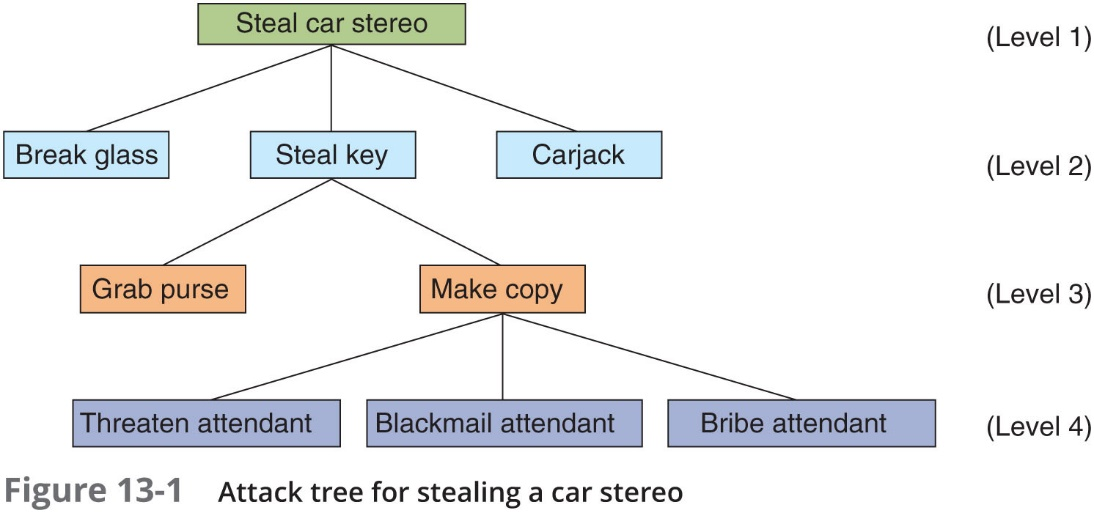 Steal car stereo (Level 1)
Break glass Steal key Carjack (Level 2)
Grab purse Make copy (Level 3)
Threaten attendant Blackmail attendant Bribe attendant (Level 4)
Figure 13-1 Attack tree for stealing a car stereo